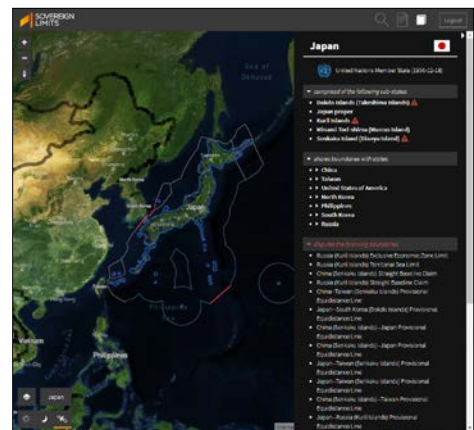 SOVEREIGN
LIMITS
Logout
Japan
United Nations Member State (1956-12-18)
comprised of the following sub-states:
Dokdo Islands (Takeshima Islands)
Japan proper
Kuril Islands
Minami Tori-shima (Marcus Island)
Senkaku Island (Diaoyu Island)
shares boundaries with states:
China
Taiwan
United States of America
North Korea
Philippines
South Korea
Russia
disputes the following boundaries:
Russia (Kuril Islands) Exclusive Economic Zone Limit
Russia (Kuril Islands) Territorial Sea Limit
China (Senkaku Islands) Straight Baseline Claim
Russia (Kuril Islands) Straight Baseline Claim
China-Taiwan (Senkaku Islands) Provisional
Equidistance Line
Japan-South Korea (Dokdo Islands) Provisional
Equidistance Line
China (Senkaku Islands)-Japan Provisional
Equidistance Line
China (Senkaku Islands)-Japan Provisional
Equidistance Line
Japan-Taiwan (Senkaku Islands) Provisional
Equidistance Line
Japan-Taiwan (Senkaku Islands) Provisional
Equidistance Line
China (Senkaku Islands)-Taiwan Provisional
Equidistance Line
Japan-Russia (Kuril Islands) Provisional
Equidistance Line
Sea of
Japan
Philippine
Taiwan
Vietnam
Philippines
Japan